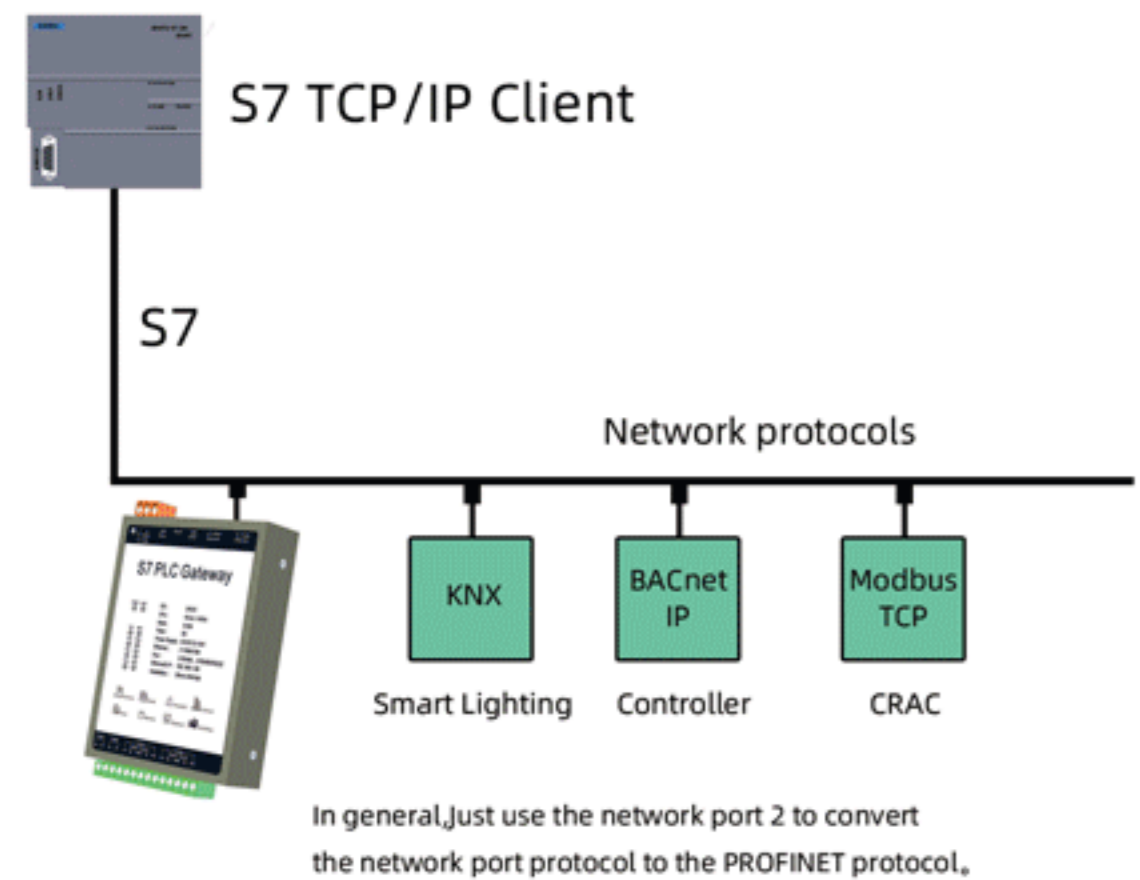 S7 TCP/IP Client
S7
Network protocols
S7 PLC Gateway
KNX
BACnet
IP
Modbus
TCP
Smart Lighting
Controller
CRAC
In general,Just use the network port 2 to convert
the network port protocol to the PROFINET protocol。